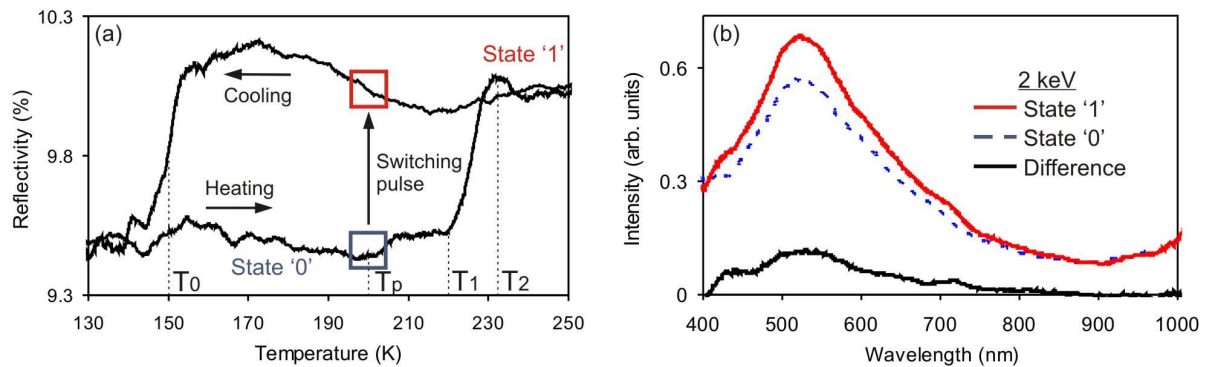 (a)
10.3
9.8
9.3
Reflectivity (%)
State ‘1’
Cooling
Switching
pulse
Heating
State ‘0’
T0
Tp
T1
T2
130 150 170 190 210 230 250
Temperature (K)
(b)
0.6
0.3
0
Intensity (arb. units)
2 keV
State ‘1’
State ‘0’
Difference
400 500 600 700 800 900 1000
Wavelength (nm)